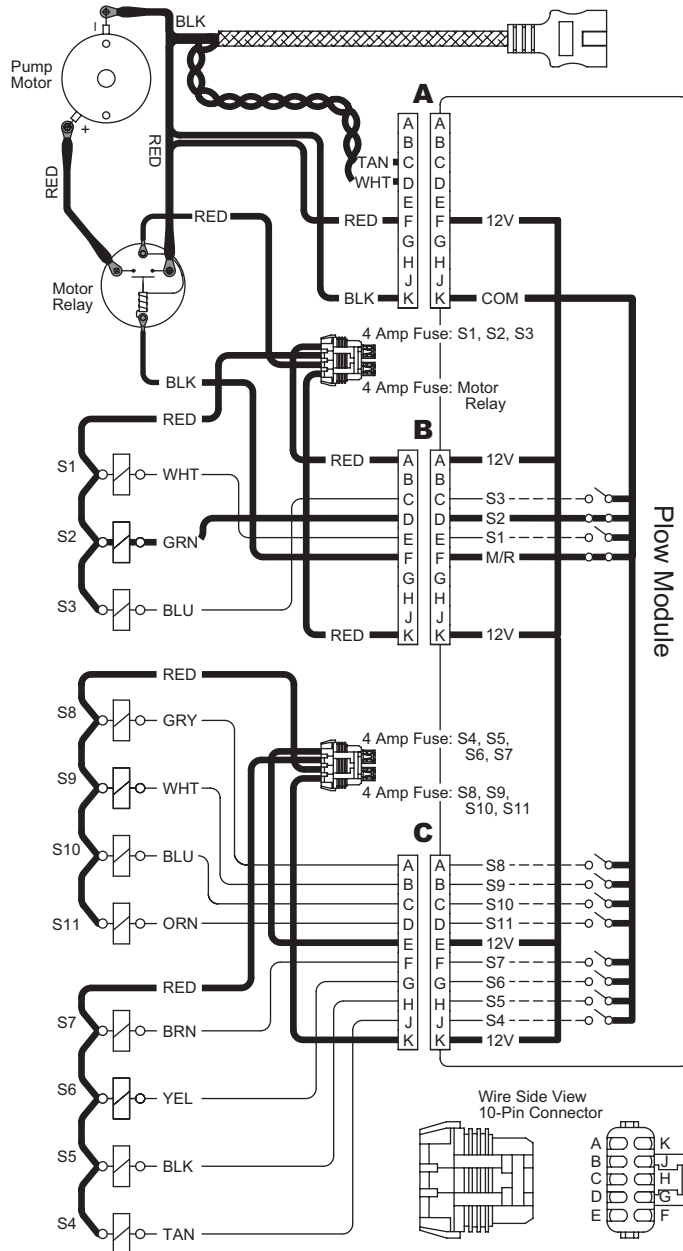 BLK
−
Pump
Motor
+
RED
RED
A
TAN
WHT
A A
B B
C C
D D
E E
F F
G G
H H
J J
K K
RED
12V
RED
BLK
COM
Motor
Relay
4 Amp Fuse: S1, S2, S3
BLK
4 Amp Fuse: Motor
Relay
RED
B
S1
WHT
S2
GRN
S3
BLU
RED
RED
A A
B B
C C
D D
E E
F F
G G
H H
J J
K K
12V
S3
S2
S1
M/R
12V
Plow Module
RED
S8
GRY
S9
WHT
S10
BLU
S11
ORN
4 Amp Fuse: S4, S5,
S6, S7
4 Amp Fuse: S8, S9,
S10, S11
C
A A
B B
C C
D D
E E
F F
G G
H H
J J
K K
S8
S9
S10
S11
12V
S7
S6
S5
S4
12V
RED
S7
BRN
S6
YEL
S5
BLK
S4
TAN
Wire Side View
10-Pin Connector
A K
B J
C H
D G
E F